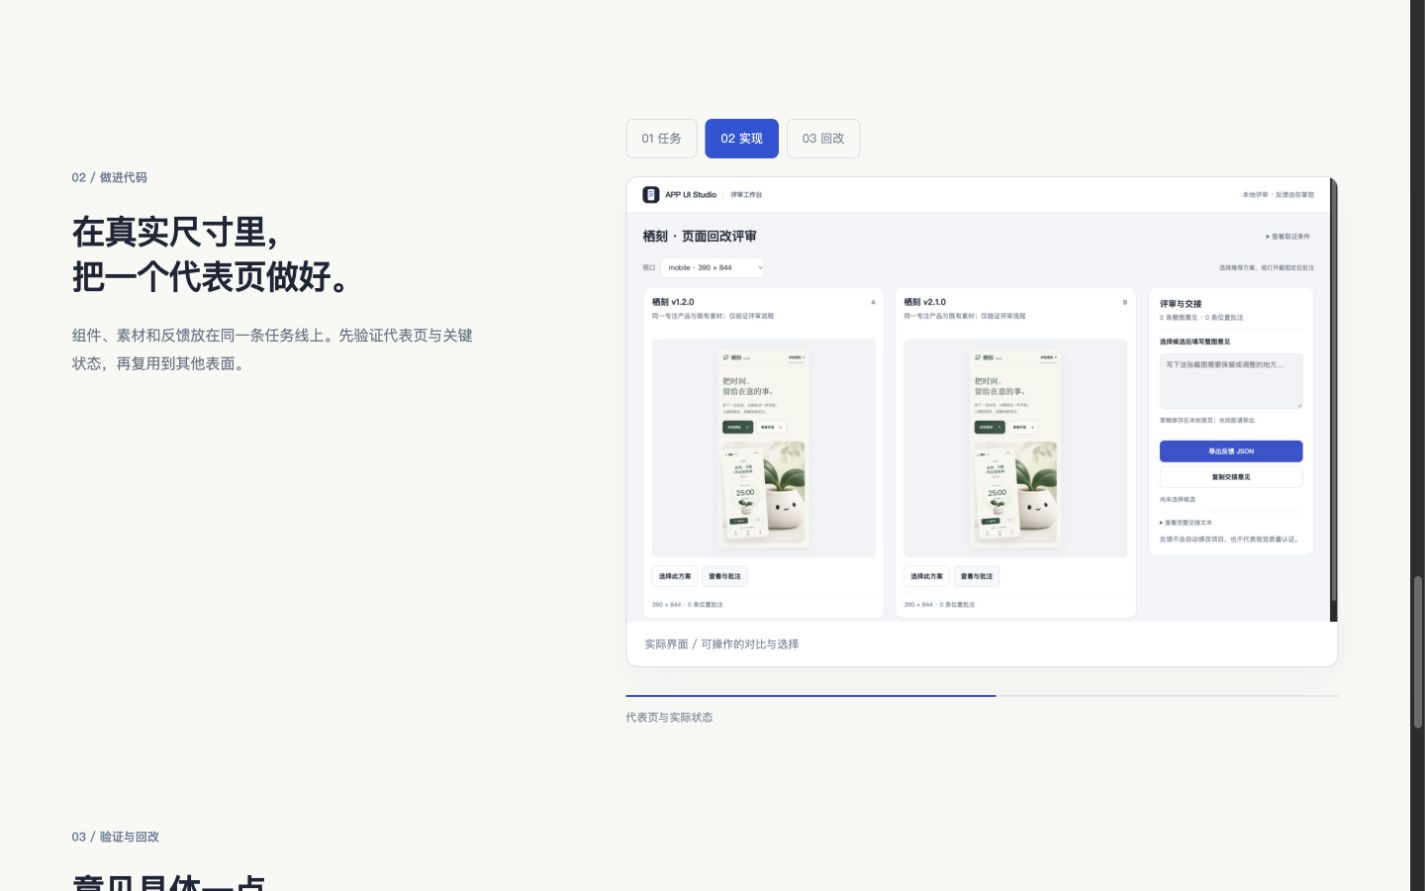 01 任务
02 实现
03 回改
02 / 做进代码
在真实尺寸里，
把一个代表页做好。
组件、素材和反馈放在同一条任务线上。先验证代表页与关键
状态，再复用到其他表面。
APP UI Studio
评审工作台
本地评审 · 反馈由你掌控
栖刻 · 页面回改评审
查看取证条件
视口
mobile · 390 × 844
选择推荐方案，或打开截图定位批注
栖刻 v1.2.0
A
同一专注产品与既有素材；仅验证评审流程
栖刻
把时间，
留给在意的事。
25:00
选择此方案
查看与批注
390 × 844 · 0 条位置批注
栖刻 v2.1.0
B
同一专注产品与既有素材；仅验证评审流程
栖刻
把时间，
留给在意的事。
25:00
选择此方案
查看与批注
390 × 844 · 0 条位置批注
评审与交接
0 条整图意见 · 0 条位置批注
选择候选后填写整图意见
写下这张截图需要保留或调整的地方…
草稿保存在本标签页；关闭前请导出
导出反馈 JSON
复制交接意见
尚未选择候选
查看完整交接文本
反馈不会自动修改项目，也不代表视觉质量认证。
实际界面 / 可操作的对比与选择
代表页与实际状态
03 / 验证与回改
意见具体一点